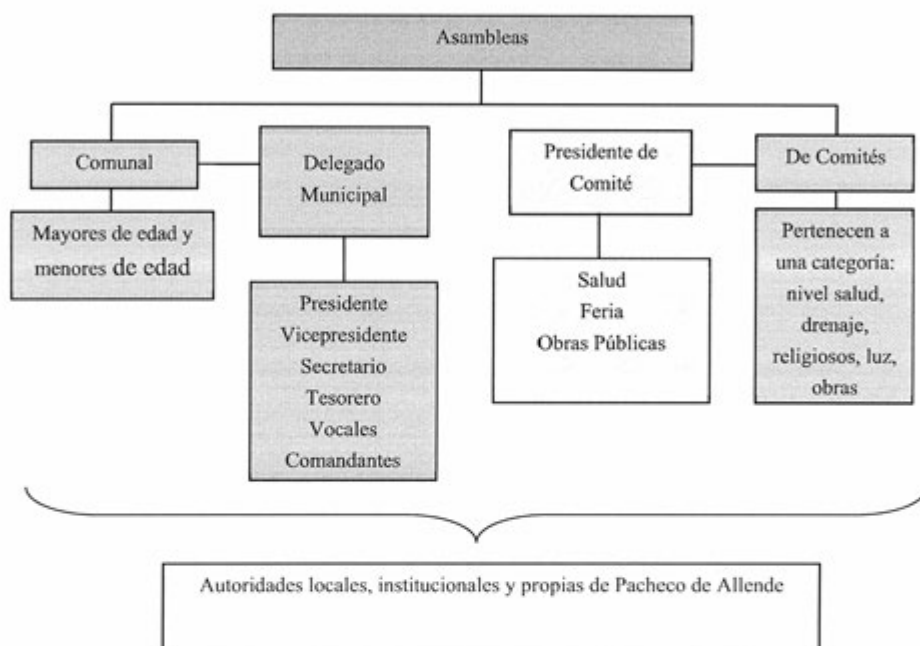 Asambleas
Comunal
Delegado
Municipal
Presidente de
Comité
De Comités
Mayores de edad y
menores de edad
Presidente
Vicepresidente
Secretario
Tesorero
Vocales
Comandantes
Salud
Feria
Obras Públicas
Pertenecen a
una categoría:
nivel salud,
drenaje,
religiosos, luz,
obras
Autoridades locales, institucionales y propias de Pacheco de Allende